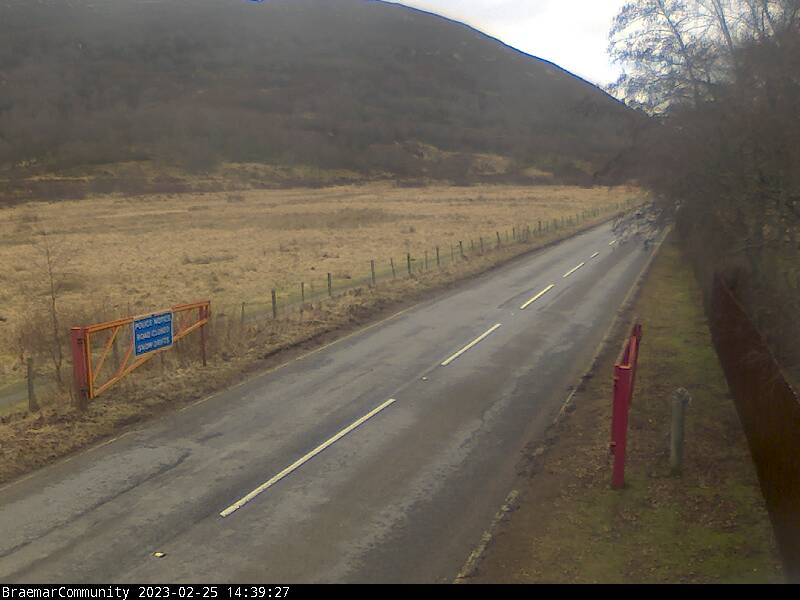 POLICE NOTICE
ROAD CLOSED
SNOW DRIFTS
BraemarCommunity 2023-02-25 14:39:27